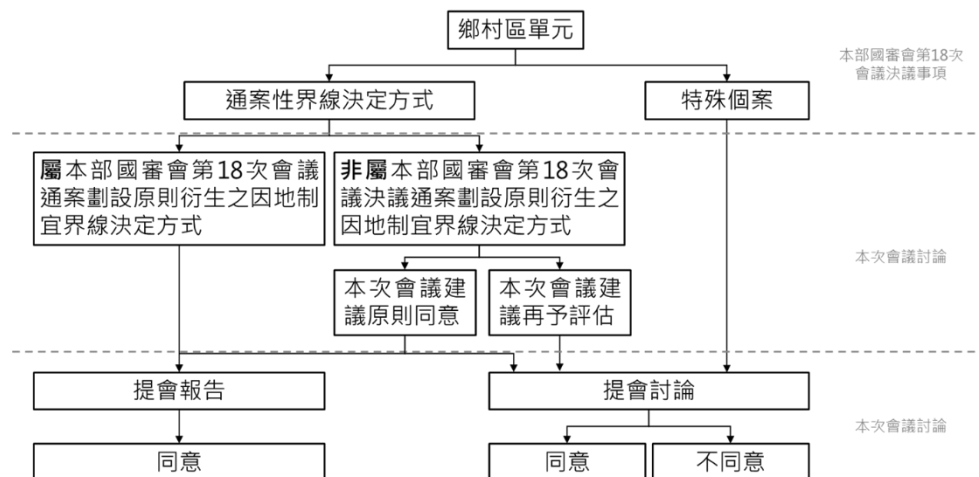 鄉村區單元
本部國審會第18次
會議決議事項
通案性界線決定方式
特殊個案
屬本部國審會第18次會議
通案劃設原則衍生之因地制
宜界線決定方式
非屬本部國審會第18次會
議決議通案劃設原則衍生之
因地制宜界線決定方式
本次會議討論
本次會議建
議原則同意
本次會議建
議再予評估
提會報告
提會討論
本次會議討論
同意
同意
不同意